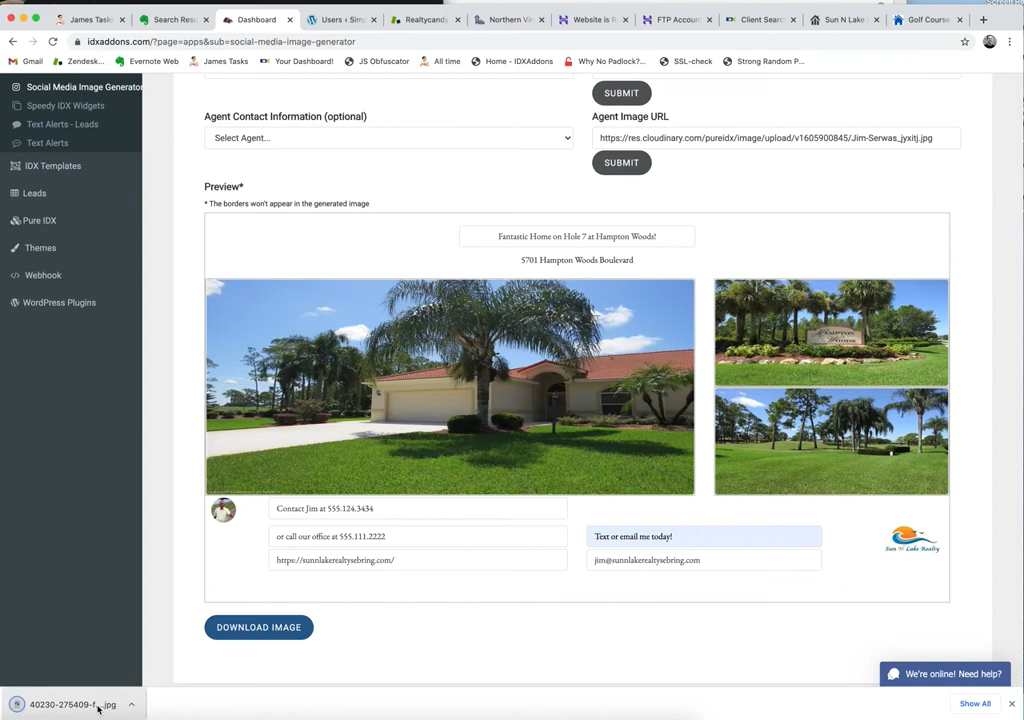 James Tasks
Search Resu
Dashboard
Users ‹ Sim
Realtycandy
Northern Vi
Website is R
FTP Accoun
Client Searc
Sun N Lake
Golf Course
idxaddons.com/?page=apps&sub=social-media-image-generator
Gmail
Zendesk...
Evernote Web
James Tasks
Your Dashboard!
JS Obfuscator
All time
Home - IDXAddons
Why No Padlock?...
SSL-check
Strong Random P...
Social Media Image Generator
Speedy IDX Widgets
Text Alerts - Leads
Text Alerts
IDX Templates
Leads
Pure IDX
Themes
Webhook
WordPress Plugins
SUBMIT
Agent Contact Information (optional)
Select Agent...
Agent Image URL
https://res.cloudinary.com/pureidx/image/upload/v1605900845/Jim-Serwas_jyxitj.jpg
SUBMIT
Preview*
* The borders won't appear in the generated image
Fantastic Home on Hole 7 at Hampton Woods!
5701 Hampton Woods Boulevard
HAMPTON
WOODS
Contact Jim at 555.124.3434
or call our office at 555.111.2222
Text or email me today!
https://sunnlakerealtysebring.com/
jim@sunnlakerealtysebring.com
Sun N Lake Realty
DOWNLOAD IMAGE
We're online! Need help?
40230-275409-f....jpg
Show All